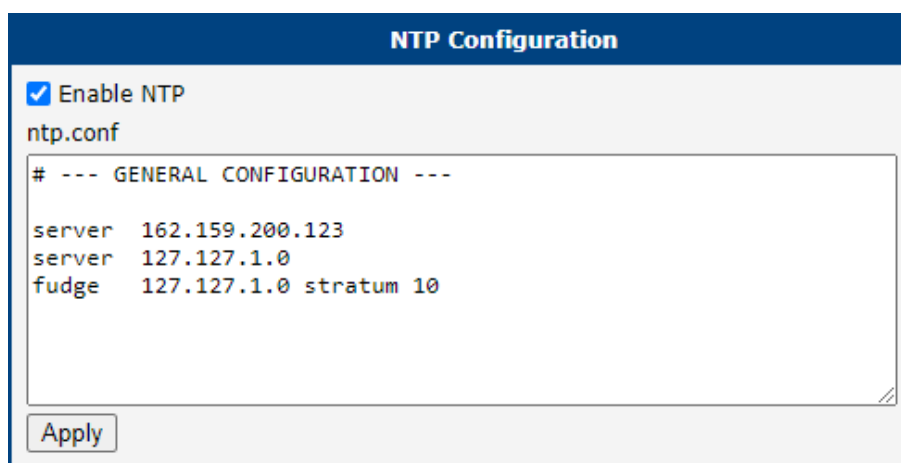 NTP Configuration
Enable NTP
ntp.conf
# --- GENERAL CONFIGURATION ---
server  162.159.200.123
server  127.127.1.0
fudge   127.127.1.0 stratum 10
Apply